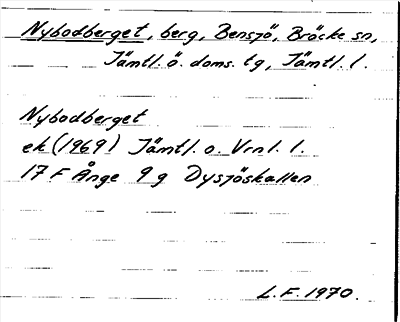 Nybodberget, berg, Bensjö, Bräcke sn,
Jämtl. ö. doms. tg, Jämtl. l.
Nybodberget
ek (1969) Jämtl. o. Vrnl. l.
17 F Ånge 9 g Dysjöskallen
L.F. 1970.